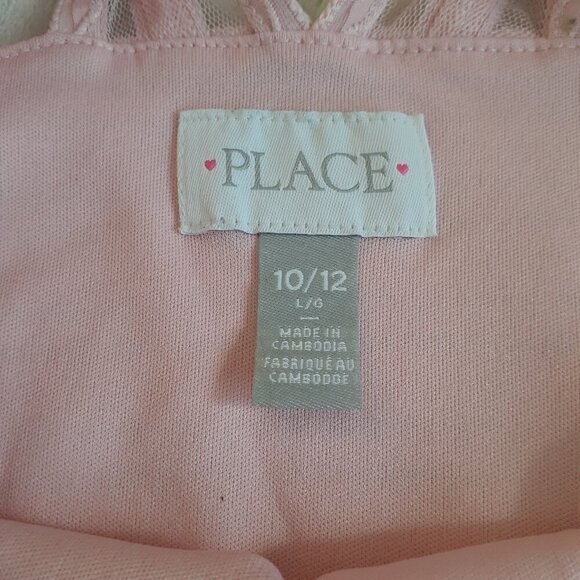 PLACE
10/12
L/G
MADE IN
CAMBODIA
FABRIQUÉ AU
CAMBODGE